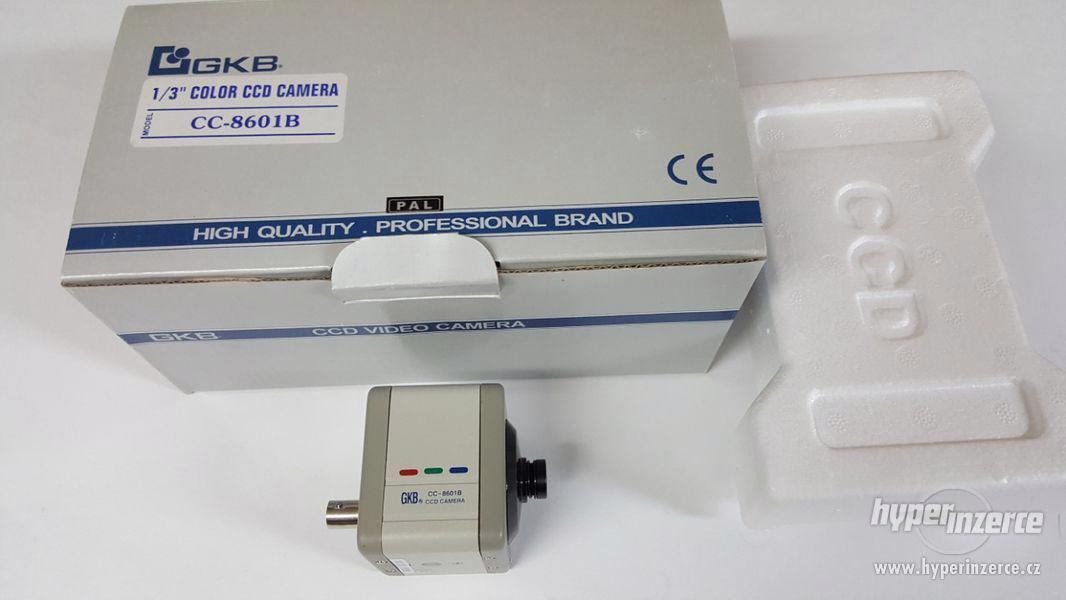 GKB®
1/3" COLOR CCD CAMERA
MODEL
CC-8601B
CE
PAL
HIGH QUALITY . PROFESSIONAL BRAND
GKB
CCD VIDEO CAMERA
CCD
GKB®
CC-8601B
CCD CAMERA
hyperinzerce
www.hyperinzerce.cz